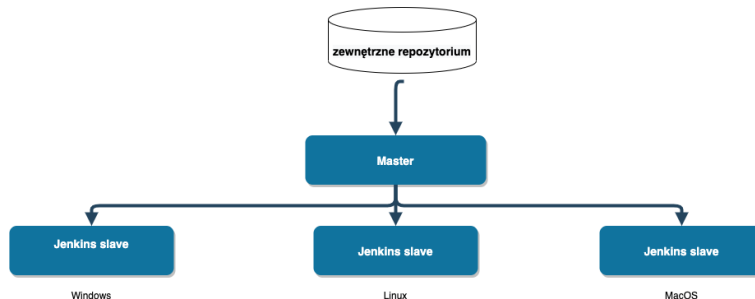 zewnętrzne repozytorium
Master
Jenkins slave
Jenkins slave
Jenkins slave
Windows
Linux
MacOS